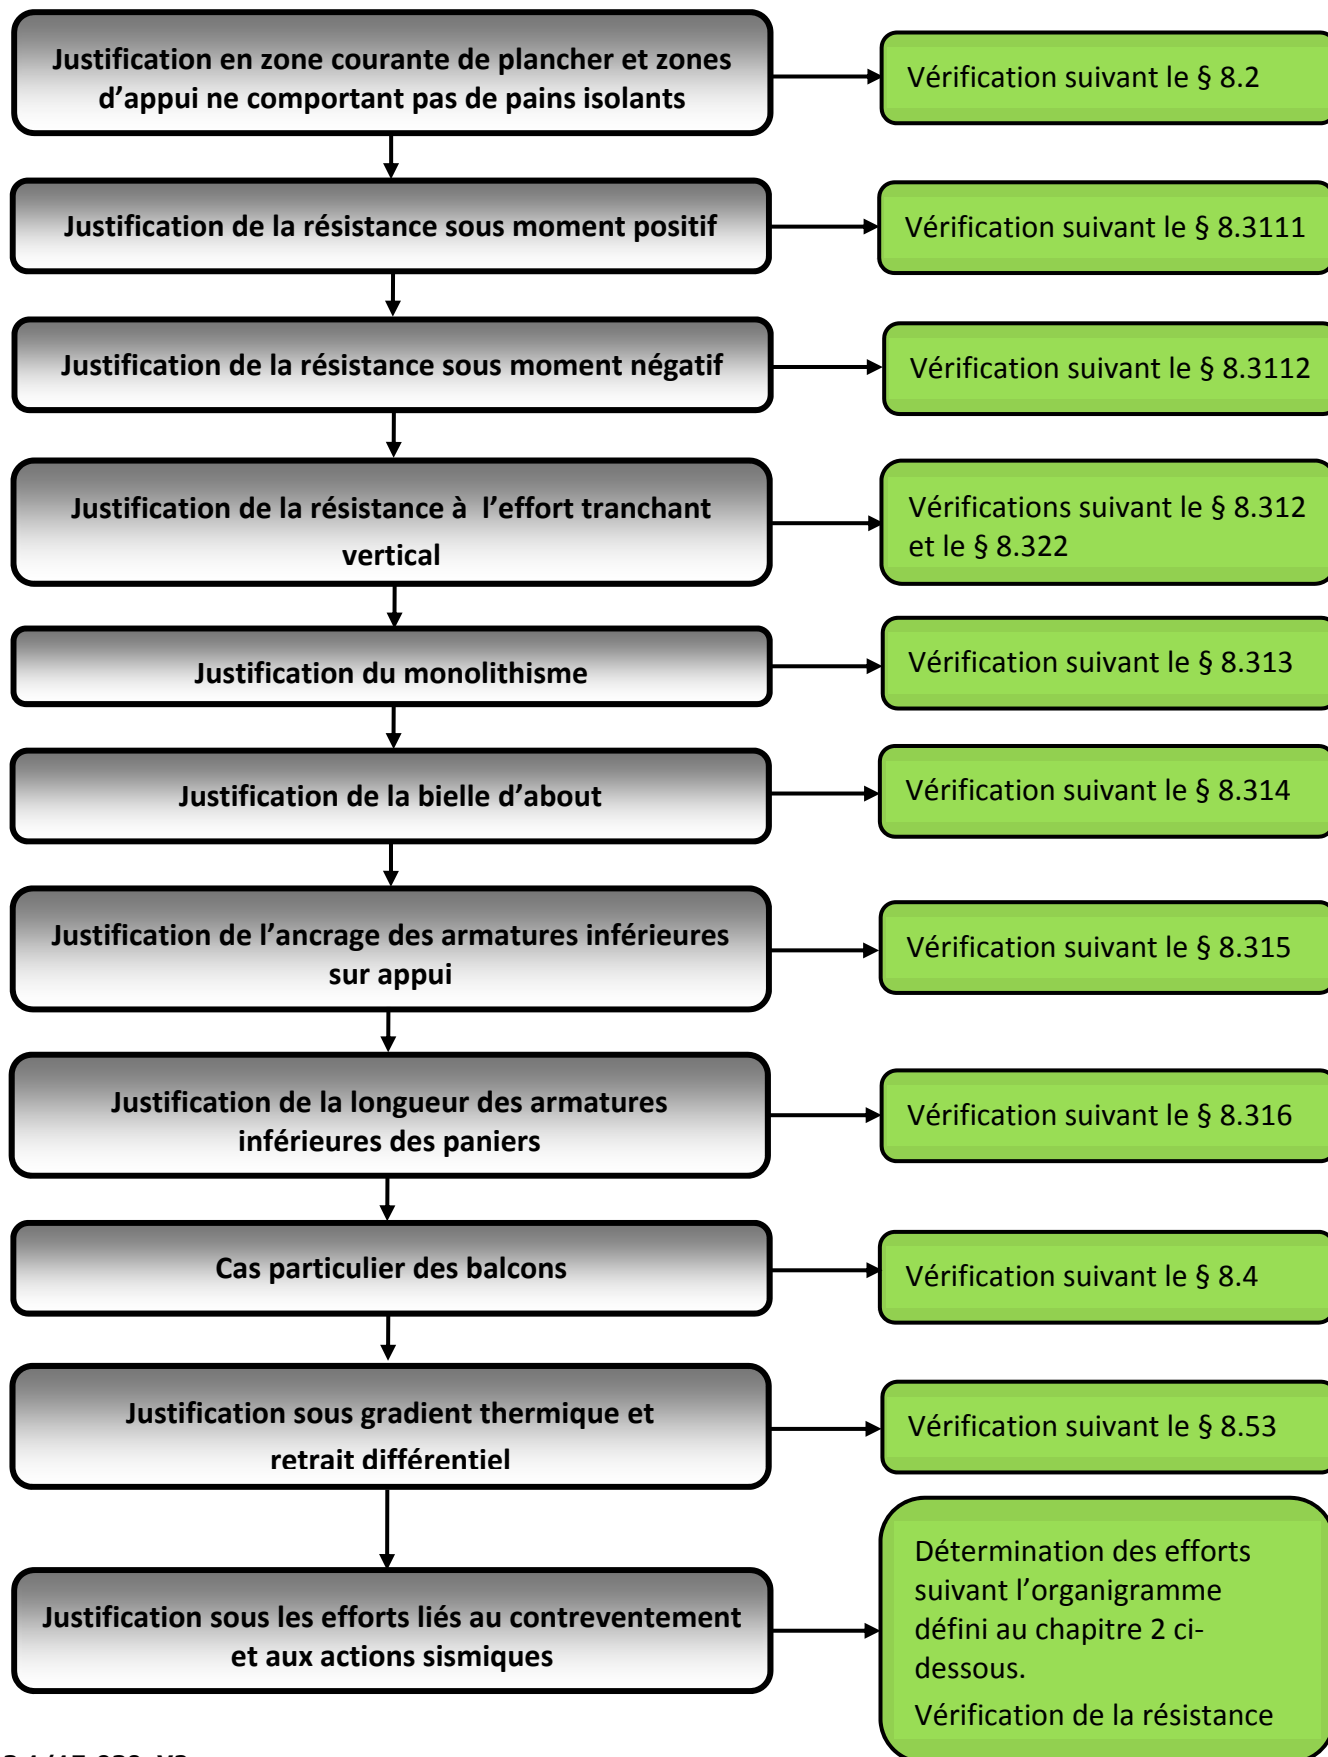 Justification en zone courante de plancher et zones
d’appui ne comportant pas de pains isolants
Vérification suivant le § 8.2
Justification de la résistance sous moment positif
Vérification suivant le § 8.3111
Justification de la résistance sous moment négatif
Vérification suivant le § 8.3112
Justification de la résistance à l’effort tranchant
vertical
Vérifications suivant le § 8.312
et le § 8.322
Justification du monolithisme
Vérification suivant le § 8.313
Justification de la bielle d’about
Vérification suivant le § 8.314
Justification de l’ancrage des armatures inférieures
sur appui
Vérification suivant le § 8.315
Justification de la longueur des armatures
inférieures des paniers
Vérification suivant le § 8.316
Cas particulier des balcons
Vérification suivant le § 8.4
Justification sous gradient thermique et
retrait différentiel
Vérification suivant le § 8.53
Justification sous les efforts liés au contreventement
et aux actions sismiques
Détermination des efforts
suivant l’organigramme
défini au chapitre 2 ci-
dessous.
Vérification de la résistance